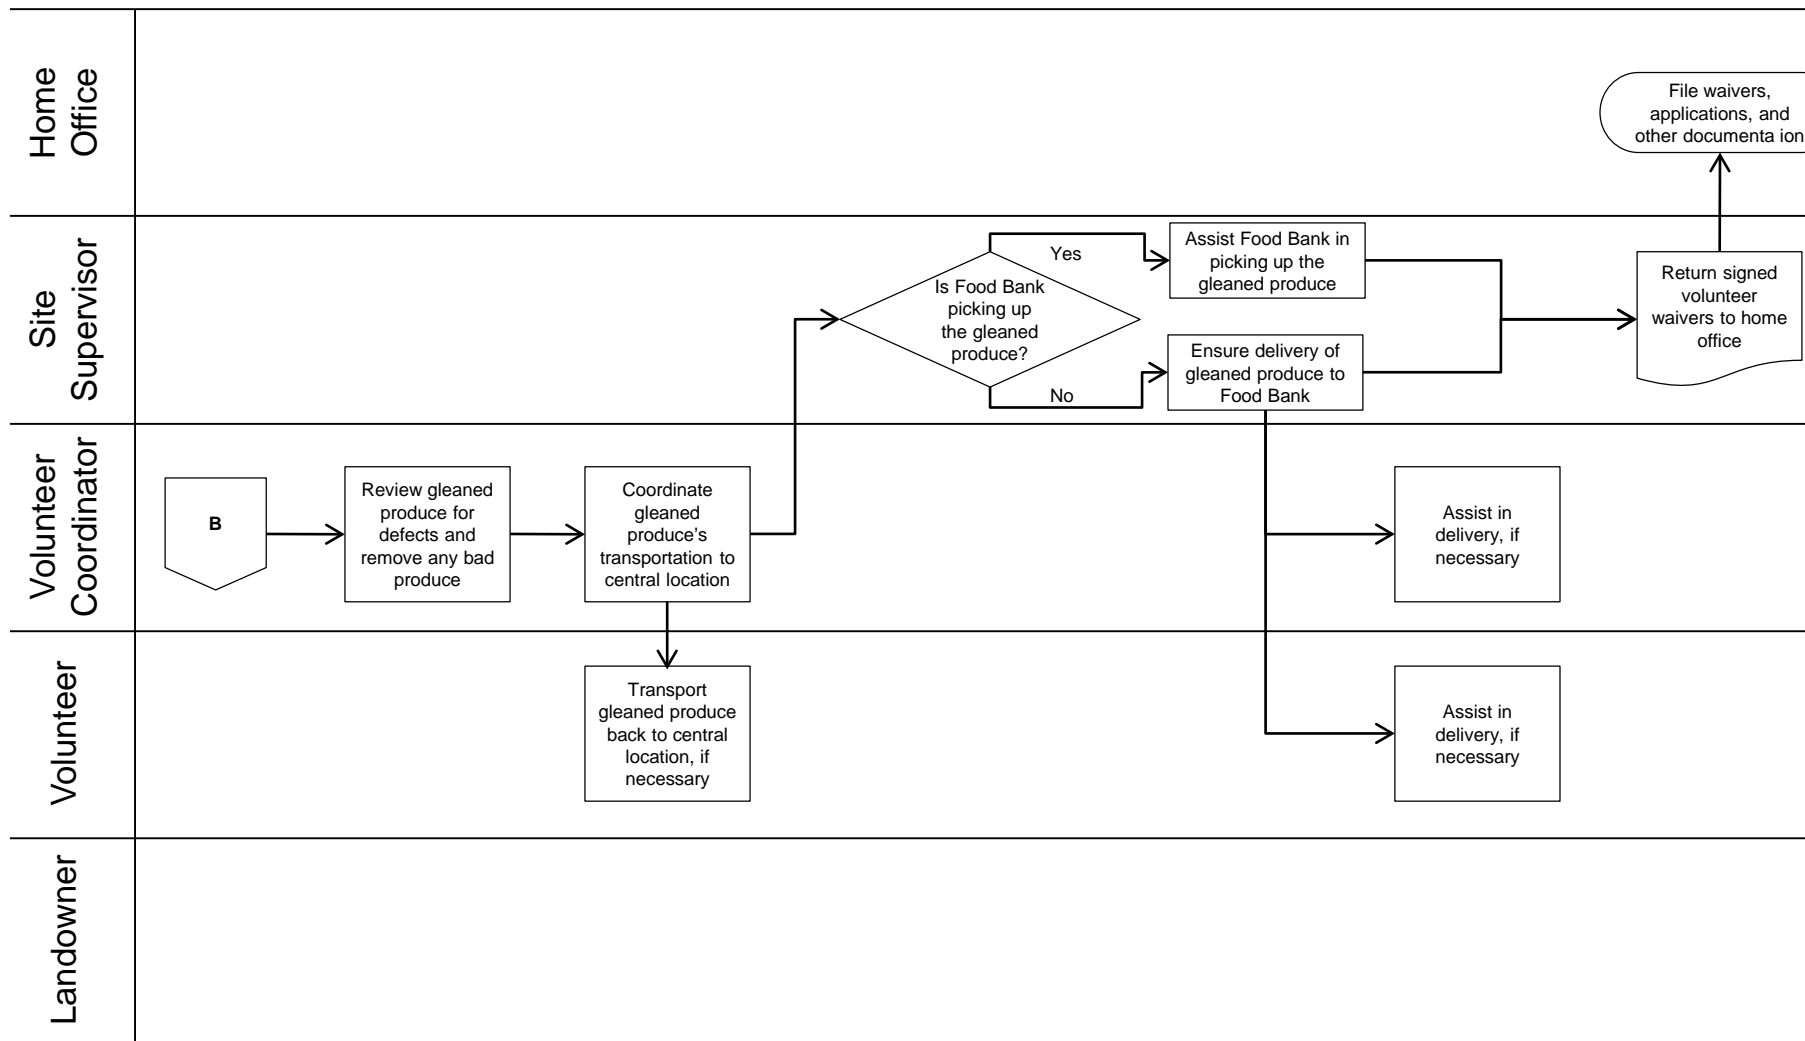 Home
Office
File waivers,
applications, and
other documenta ion
Site
Supervisor
Is Food Bank
picking up
the gleaned
produce?
Yes
No
Assist Food Bank in
picking up the
gleaned produce
Ensure delivery of
gleaned produce to
Food Bank
Return signed
volunteer
waivers to home
office
Volunteer
Coordinator
B
Review gleaned
produce for
defects and
remove any bad
produce
Coordinate
gleaned
produce’s
transportation to
central location
Assist in
delivery, if
necessary
Volunteer
Transport
gleaned produce
back to central
location, if
necessary
Assist in
delivery, if
necessary
Landowner